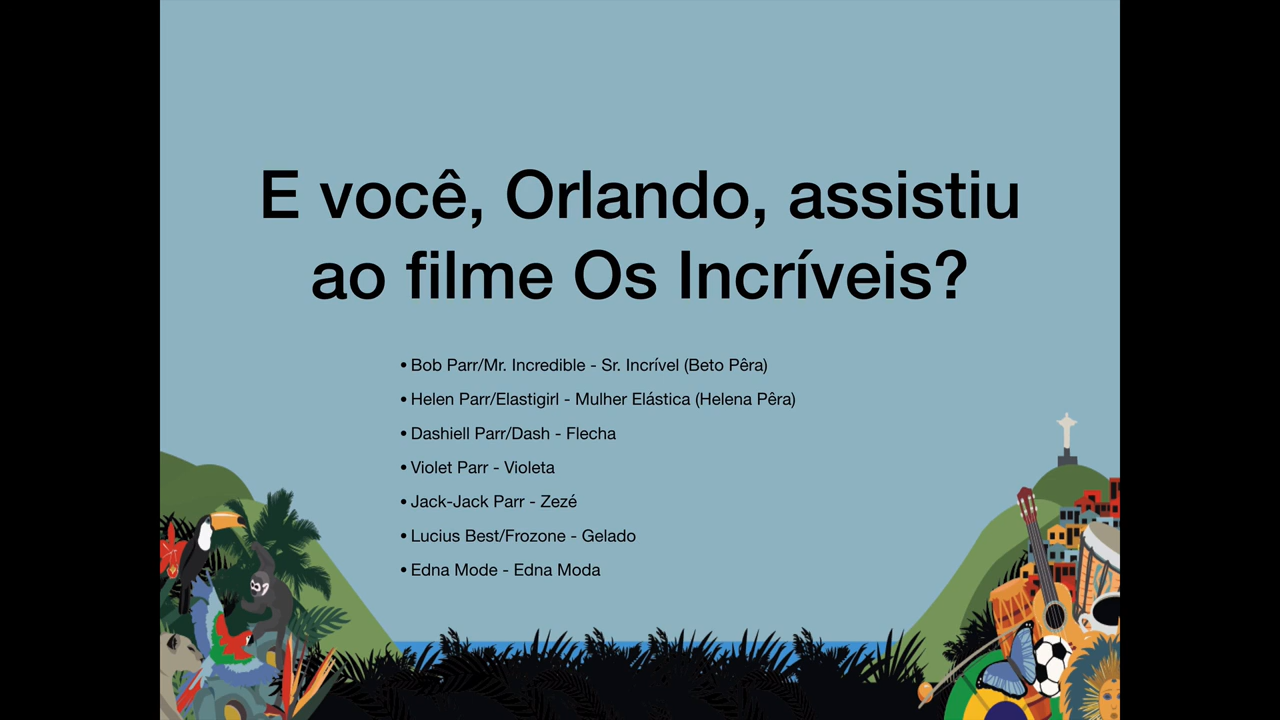 E você, Orlando, assistiu
ao filme Os Incríveis?
• Bob Parr/Mr. Incredible - Sr. Incrível (Beto Pêra)
• Helen Parr/Elastigirl - Mulher Elástica (Helena Pêra)
• Dashiell Parr/Dash - Flecha
• Violet Parr - Violeta
• Jack-Jack Parr - Zezé
• Lucius Best/Frozone - Gelado
• Edna Mode - Edna Moda